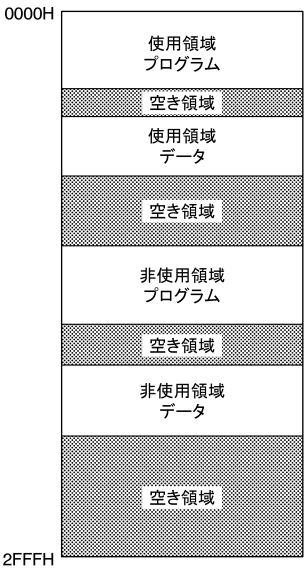 0000H
使用領域
プログラム
空き領域
使用領域
データ
空き領域
非使用領域
プログラム
空き領域
非使用領域
データ
空き領域
2FFFH